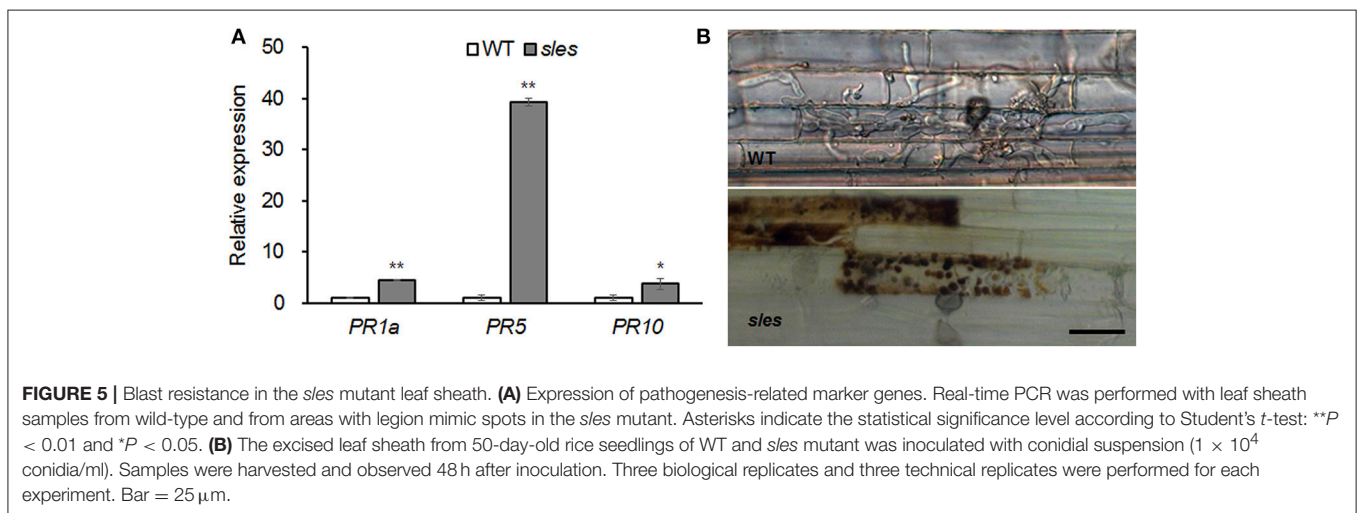 A
B
50
40
30
20
10
0
Relative expression
WT sles
**
**
*
PR1a PR5 PR10
WT
sles
FIGURE 5 | Blast resistance in the sles mutant leaf sheath. (A) Expression of pathogenesis-related marker genes. Real-time PCR was performed with leaf sheath
samples from wild-type and from areas with legion mimic spots in the sles mutant. Asterisks indicate the statistical significance level according to Student's t-test: **P
< 0.01 and *P < 0.05. (B) The excised leaf sheath from 50-day-old rice seedlings of WT and sles mutant was inoculated with conidial suspension (1 × 10⁴
conidia/ml). Samples were harvested and observed 48 h after inoculation. Three biological replicates and three technical replicates were performed for each
experiment. Bar = 25 μm.